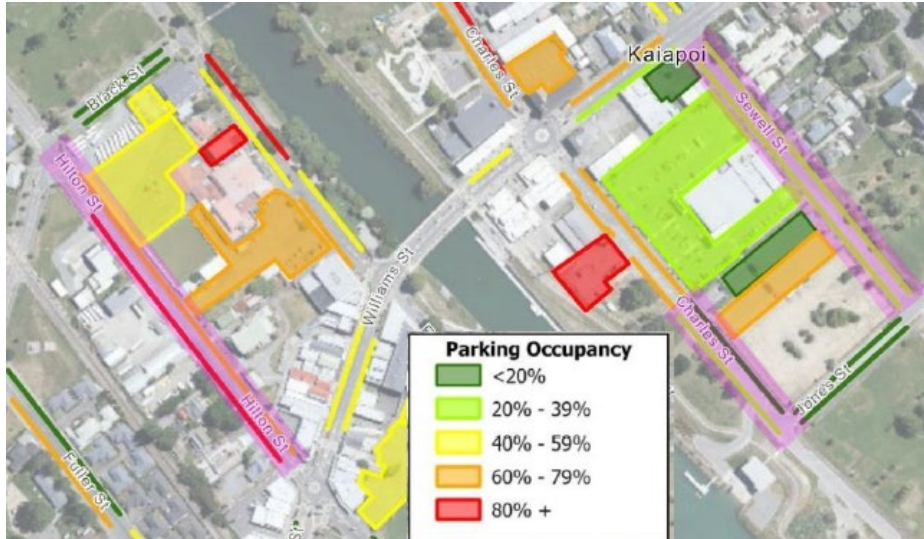 Charles St
Kaiapoi
Black St
Sewell St
Hilton St
Williams St
Charles St
Jones St
Hilton St
Fuller St
St
Parking Occupancy
<20%
20% - 39%
40% - 59%
60% - 79%
80% +